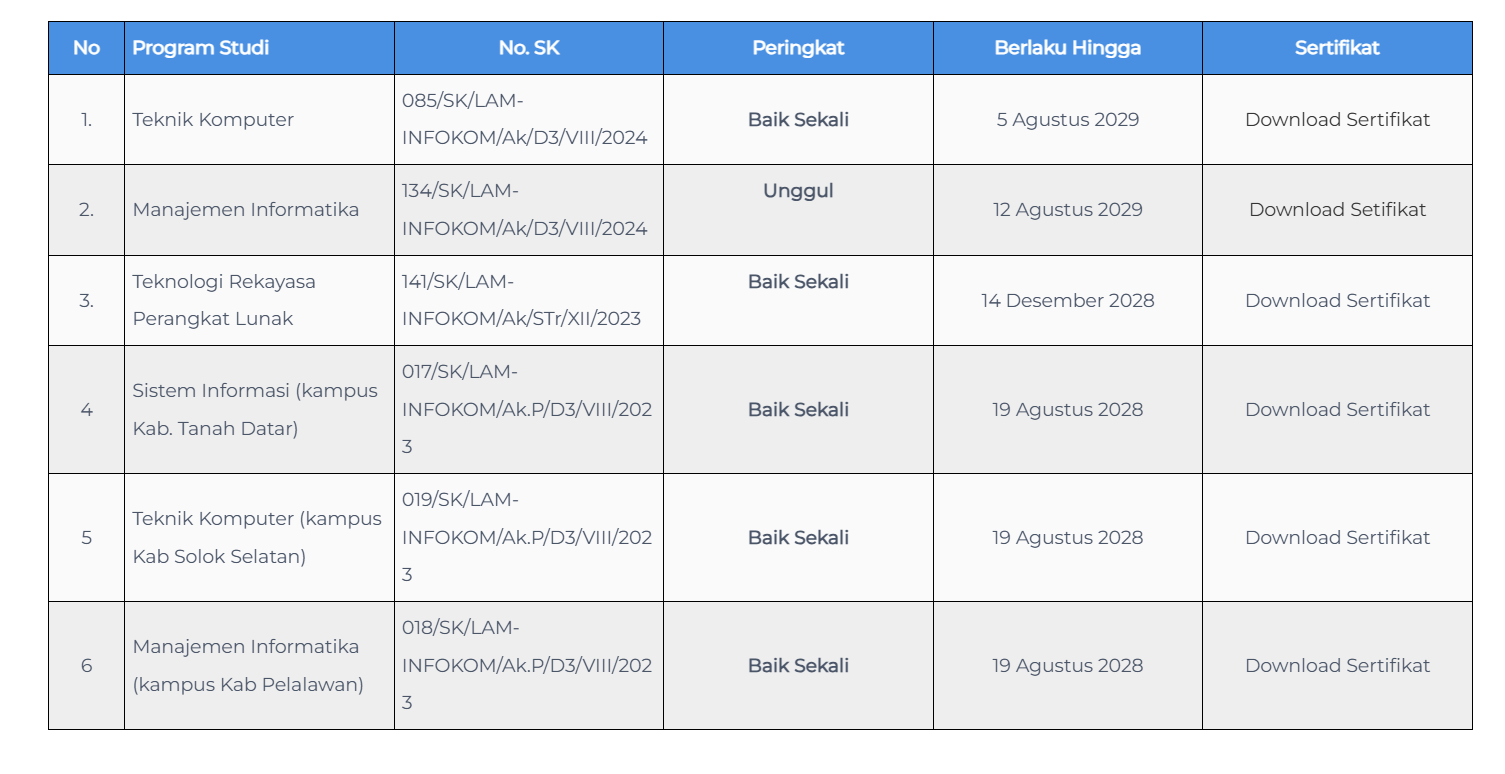 No Program Studi No. SK Peringkat Berlaku Hingga Sertifikat
1. Teknik Komputer 085/SK/LAM-
INFOKOM/Ak/D3/VIII/2024 Baik Sekali 5 Agustus 2029 Download Sertifikat
2. Manajemen Informatika 134/SK/LAM-
INFOKOM/Ak/D3/VIII/2024 Unggul 12 Agustus 2029 Download Setifikat
3. Teknologi Rekayasa
Perangkat Lunak 141/SK/LAM-
INFOKOM/Ak/STr/XII/2023 Baik Sekali 14 Desember 2028 Download Sertifikat
4 Sistem Informasi (kampus
Kab. Tanah Datar) 017/SK/LAM-
INFOKOM/Ak.P/D3/VIII/202
3 Baik Sekali 19 Agustus 2028 Download Sertifikat
5 Teknik Komputer (kampus
Kab Solok Selatan) 019/SK/LAM-
INFOKOM/Ak.P/D3/VIII/202
3 Baik Sekali 19 Agustus 2028 Download Sertifikat
6 Manajemen Informatika
(kampus Kab Pelalawan) 018/SK/LAM-
INFOKOM/Ak.P/D3/VIII/202
3 Baik Sekali 19 Agustus 2028 Download Sertifikat